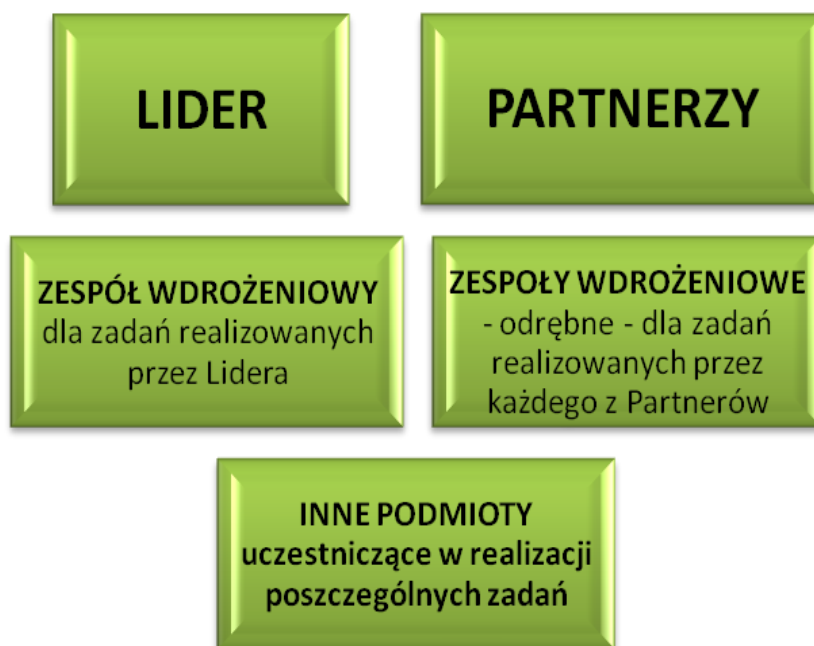 LIDER
PARTNERZY
ZESPÓŁ WDROŻENIOWY
dla zadań realizowanych
przez Lidera
ZESPOŁY WDROŻENIOWE
- odrębne - dla zadań
realizowanych przez
każdego z Partnerów
INNE PODMIOTY
uczestniczące w realizacji
poszczególnych zadań